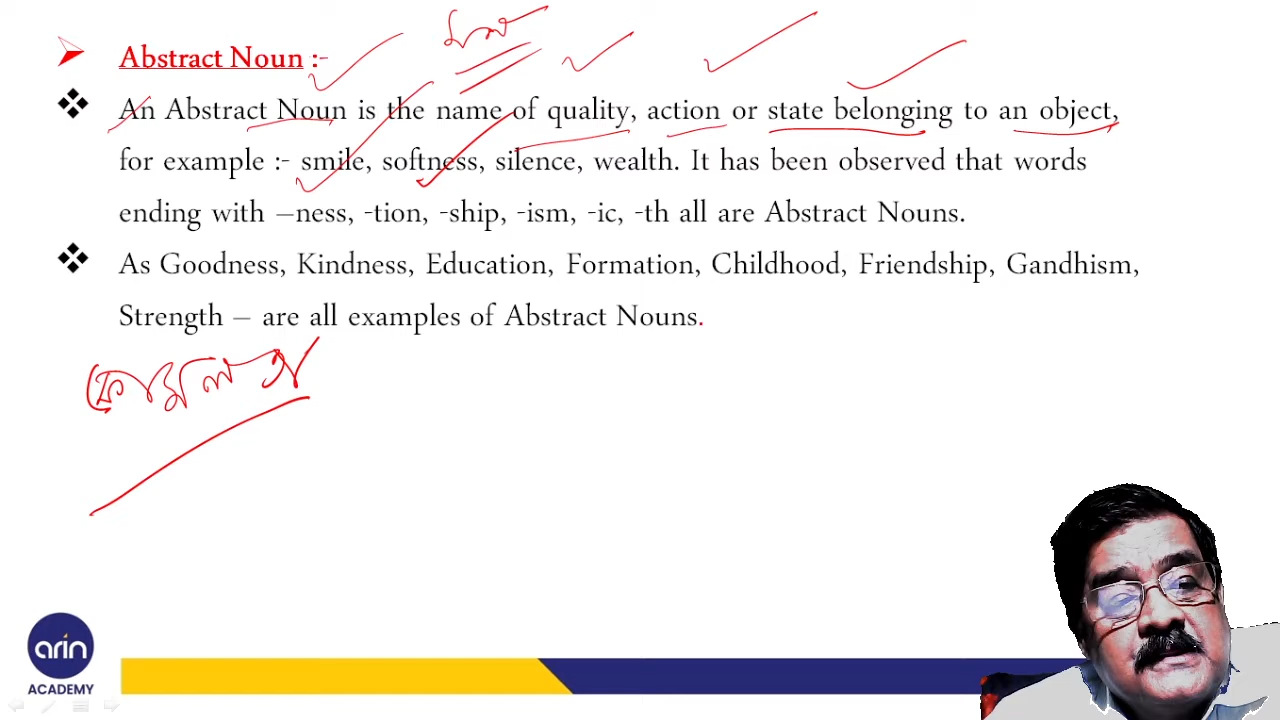 Abstract Noun :-
An Abstract Noun is the name of quality, action or state belonging to an object,
for example :- smile, softness, silence, wealth. It has been observed that words
ending with –ness, -tion, -ship, -ism, -ic, -th all are Abstract Nouns.
As Goodness, Kindness, Education, Formation, Childhood, Friendship, Gandhism,
Strength – are all examples of Abstract Nouns.
কোমলতা
arin
ACADEMY